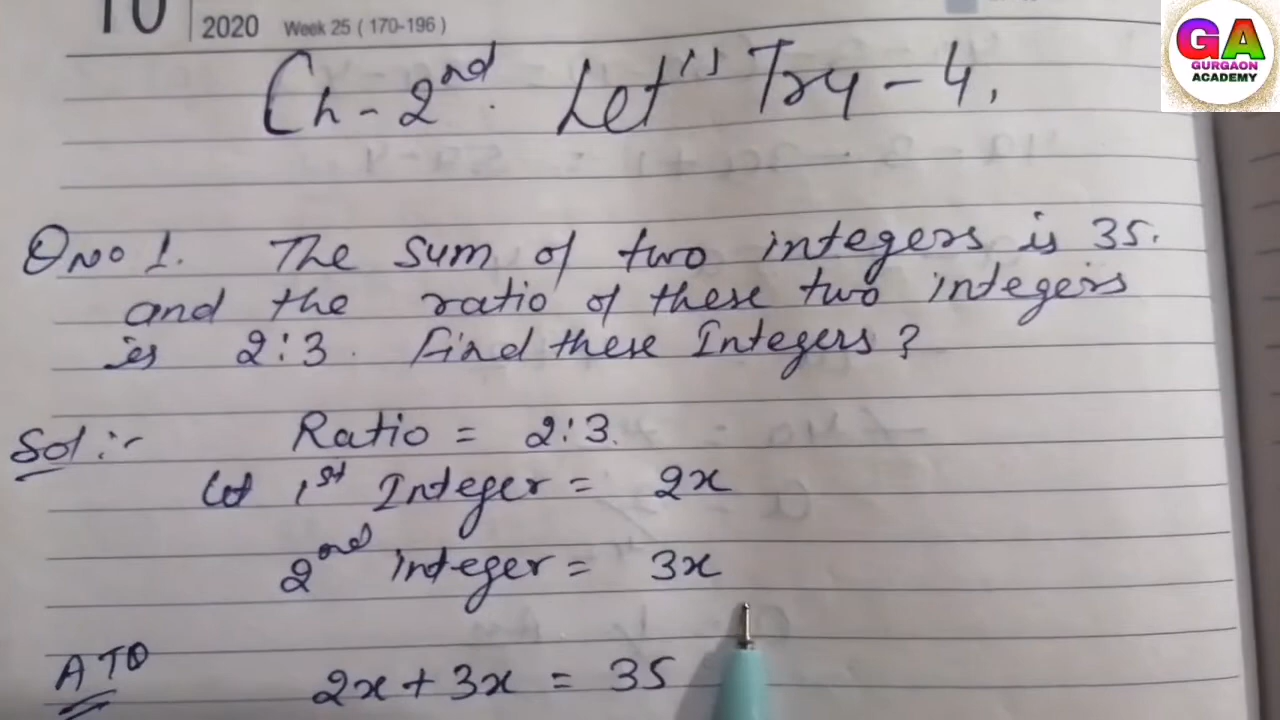 10
2020 Week 25 ( 170-196 )
GA
GURGAON
ACADEMY
Ch - 2nd. Let's Try - 4.
Q no 1. The sum of two integers is 35.
and the ratio of these two integers
is 2:3. Find these Integers?
Sol :- Ratio = 2:3.
Let 1st Integer = 2x
2nd integer = 3x
ATQ 2x + 3x = 35